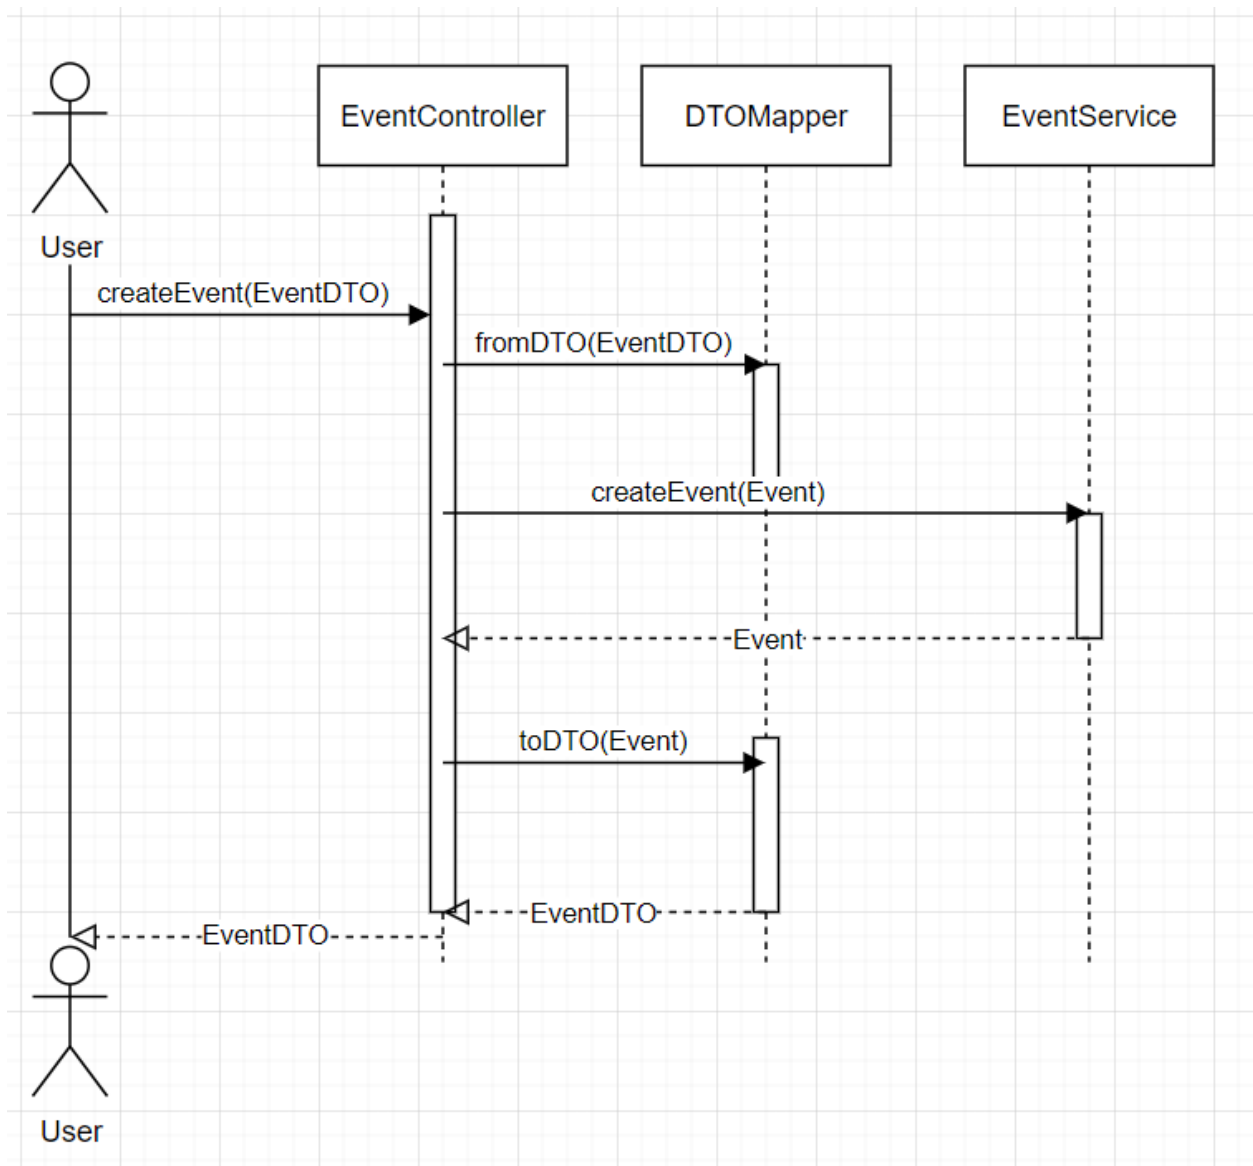 EventController
DTOMapper
EventService
User
createEvent(EventDTO)
fromDTO(EventDTO)
createEvent(Event)
Event
toDTO(Event)
EventDTO
EventDTO
User